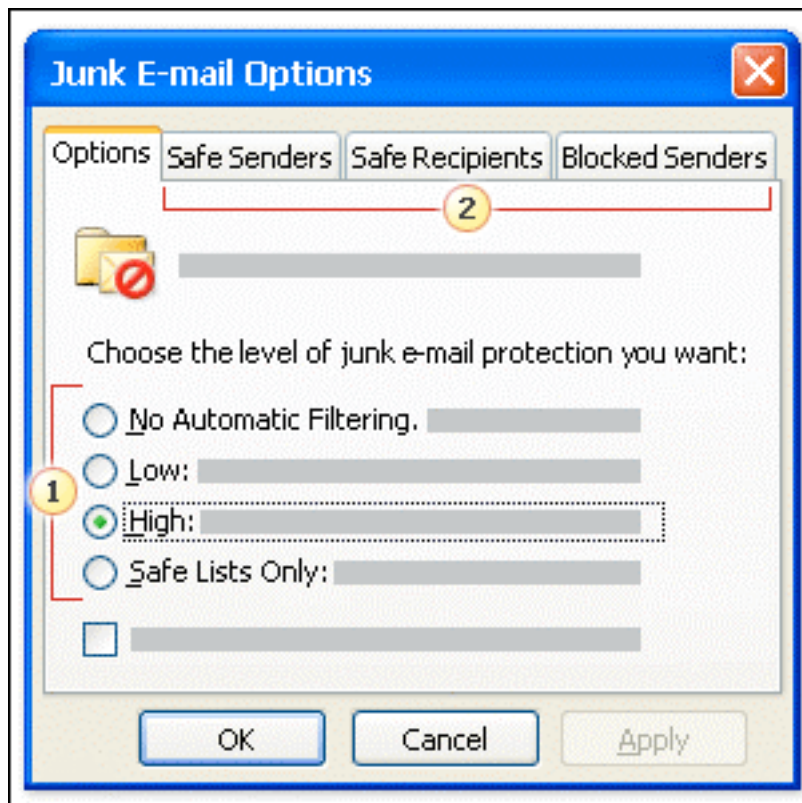 Junk E-mail Options
Options Safe Senders Safe Recipients Blocked Senders
2
Choose the level of junk e-mail protection you want:
1
No Automatic Filtering.
Low:
High:
Safe Lists Only:
OK Cancel Apply